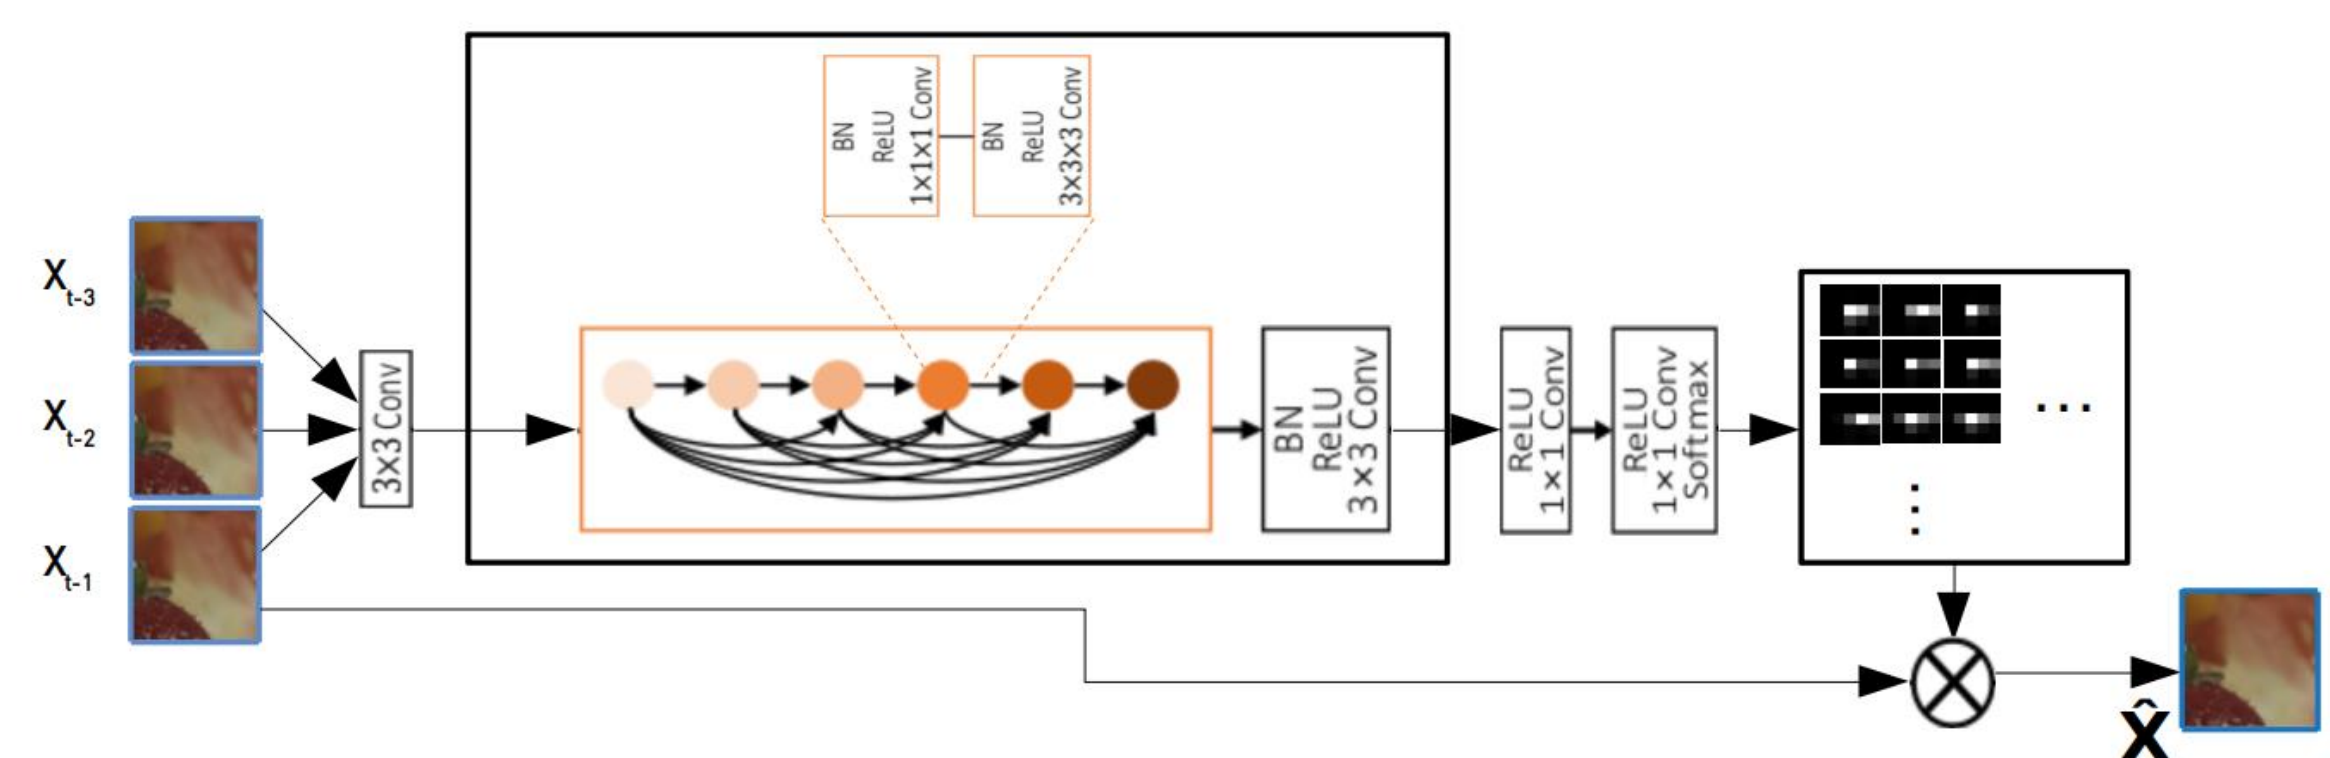 X t-3
X t-2
X t-1
3×3 Conv
BN
ReLU
1×1×1 Conv
BN
ReLU
3×3×3 Conv
BN
ReLU
3×3 Conv
ReLU
1×1 Conv
ReLU
1×1 Conv
Softmax
...
...
X̂